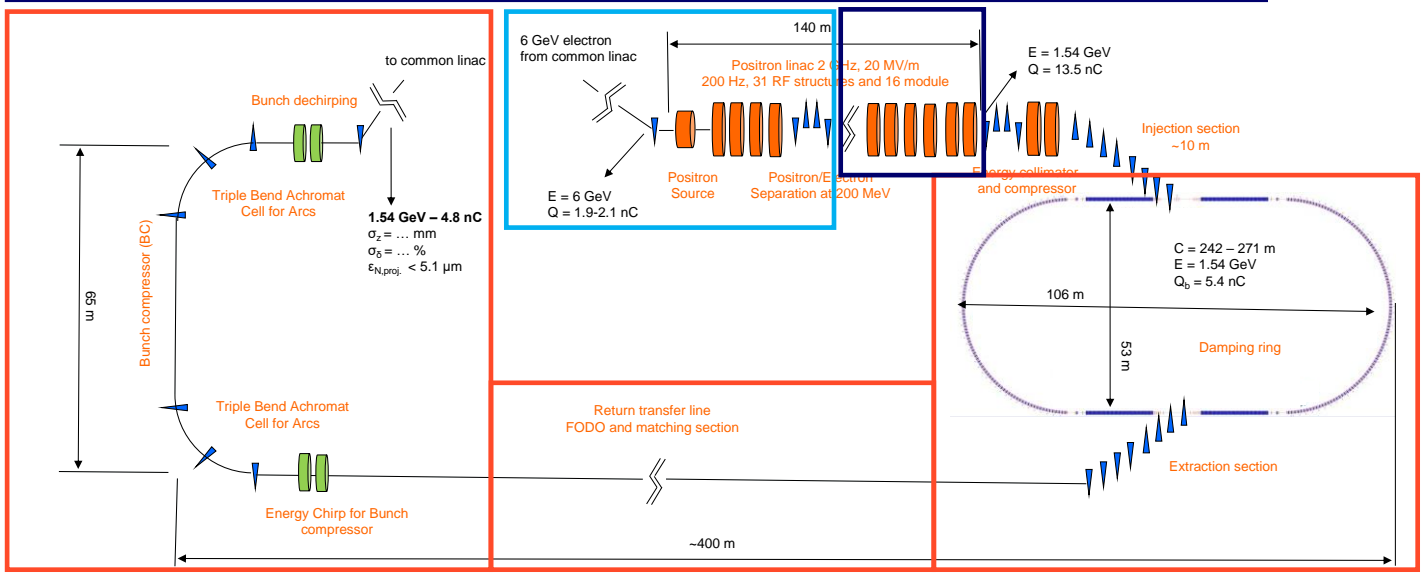 to common linac
Bunch dechirping
Triple Bend Achromat
Cell for Arcs
1.54 GeV – 4.8 nC
σz = … mm
σδ = … %
εN,proj. < 5.1 μm
65 m
Bunch compressor (BC)
Triple Bend Achromat
Cell for Arcs
Energy Chirp for Bunch
compressor
6 GeV electron
from common linac
140 m
Positron linac 2 GHz, 20 MV/m
200 Hz, 31 RF structures and 16 module
E = 1.54 GeV
Q = 13.5 nC
Positron
Source
Positron/Electron
Separation at 200 MeV
E = 6 GeV
Q = 1.9-2.1 nC
Energy collimator
and compressor
Injection section
~10 m
C = 242 – 271 m
E = 1.54 GeV
Qb = 5.4 nC
106 m
53 m
Damping ring
Return transfer line
FODO and matching section
Extraction section
~400 m